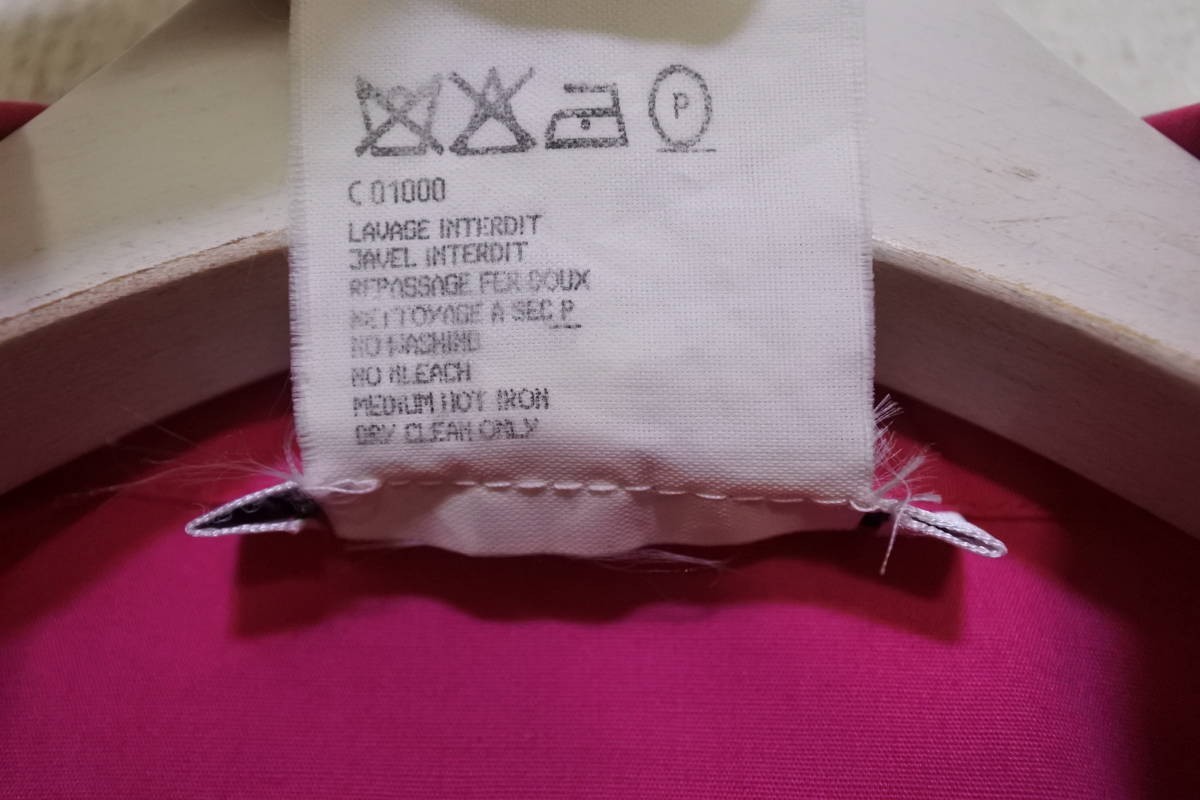 P
C 01000
LAVAGE INTERDIT
JAVEL INTERDIT
REPASSAGE FER DOUX
NETTOYAGE A SEC P
NO WASHING
NO BLEACH
MEDIUM HOT IRON
DRY CLEAN ONLY